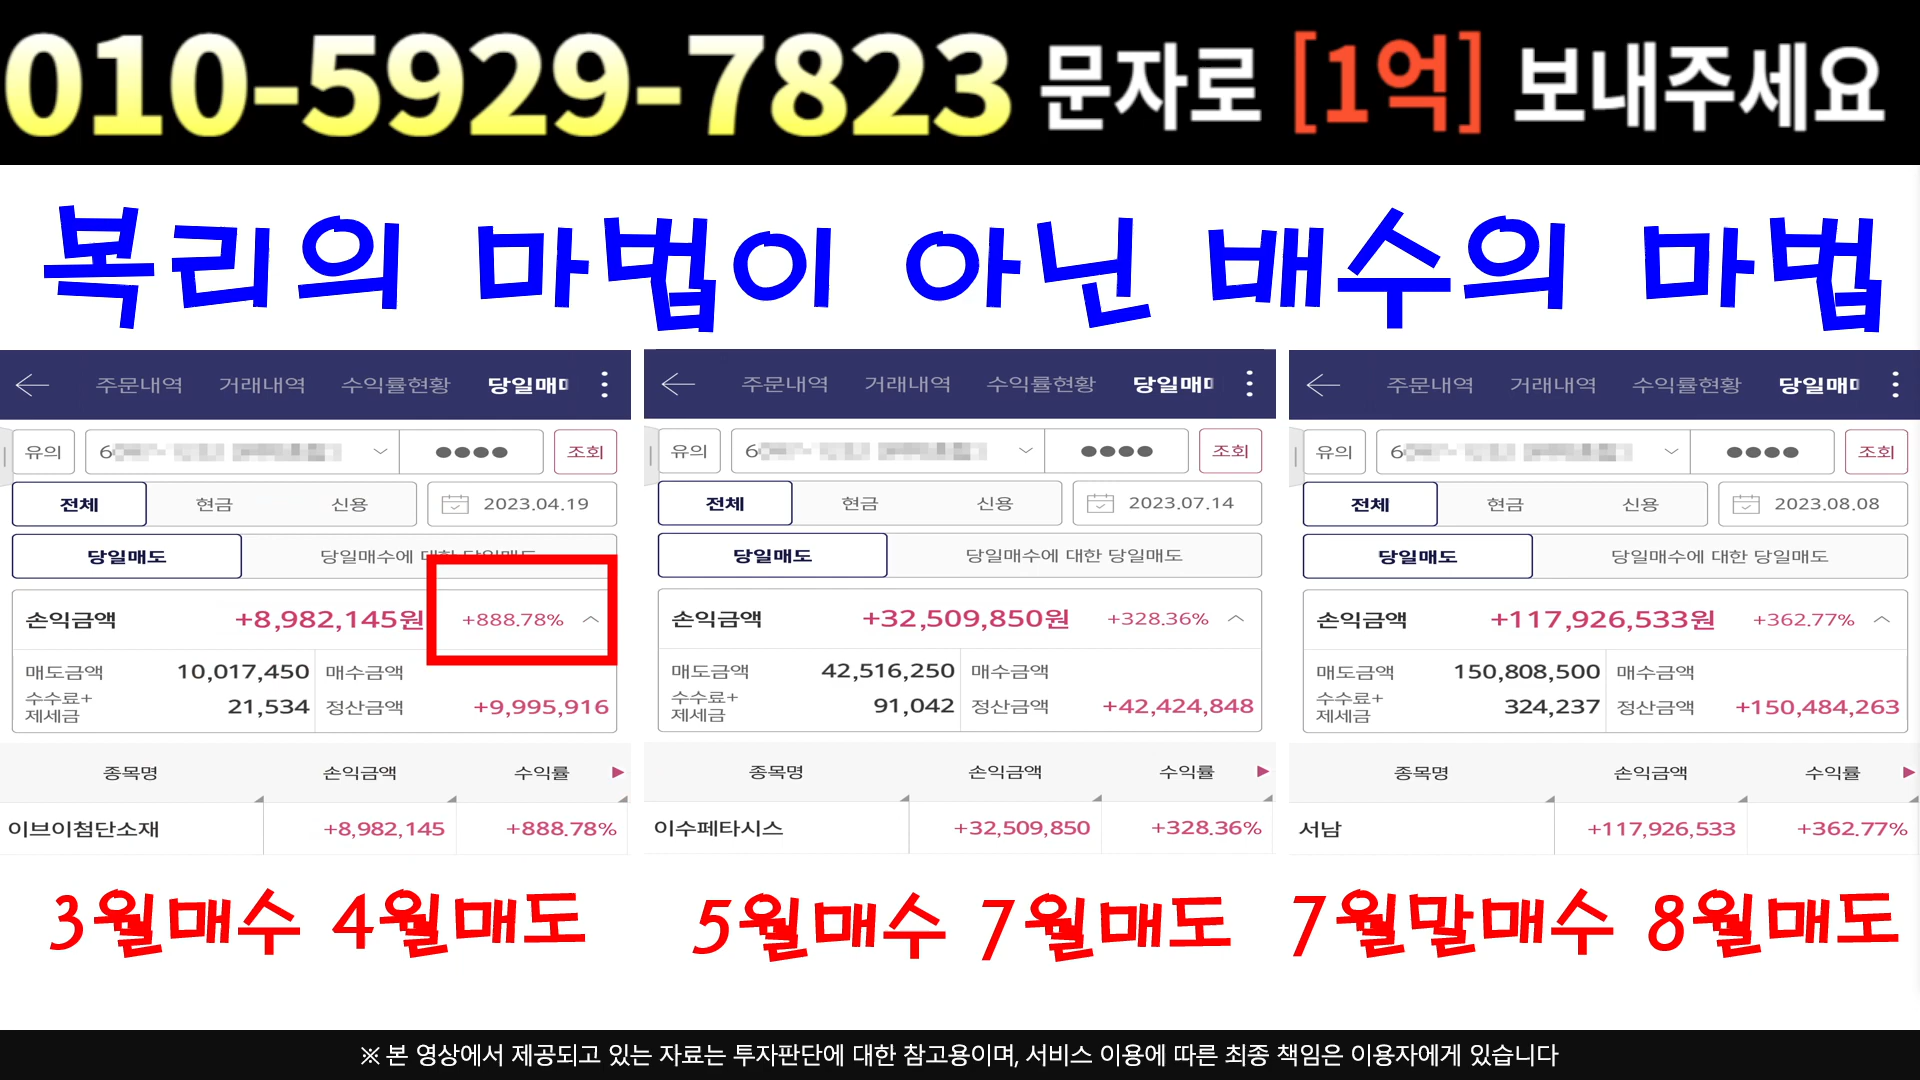 010-5929-7823 문자로 [1억] 보내주세요
복리의 마법이 아닌 배수의 마법
주문내역 거래내역 수익률현황 당일매
유의 6 ●●●● 조회
전체 현금 신용 2023.04.19
당일매도 당일매수에 대한 당일매도
손익금액 +8,982,145원 +888.78%
매도금액 10,017,450 매수금액
수수료+
제세금 21,534 정산금액 +9,995,916
종목명 손익금액 수익률
이브이첨단소재 +8,982,145 +888.78%
3월매수 4월매도
주문내역 거래내역 수익률현황 당일매
유의 6 ●●●● 조회
전체 현금 신용 2023.07.14
당일매도 당일매수에 대한 당일매도
손익금액 +32,509,850원 +328.36%
매도금액 42,516,250 매수금액
수수료+
제세금 91,042 정산금액 +42,424,848
종목명 손익금액 수익률
이수페타시스 +32,509,850 +328.36%
5월매수 7월매도
주문내역 거래내역 수익률현황 당일매
유의 6 ●●●● 조회
전체 현금 신용 2023.08.08
당일매도 당일매수에 대한 당일매도
손익금액 +117,926,533원 +362.77%
매도금액 150,808,500 매수금액
수수료+
제세금 324,237 정산금액 +150,484,263
종목명 손익금액 수익률
서남 +117,926,533 +362.77%
7월말매수 8월매도
※ 본 영상에서 제공되고 있는 자료는 투자판단에 대한 참고용이며, 서비스 이용에 따른 최종 책임은 이용자에게 있습니다